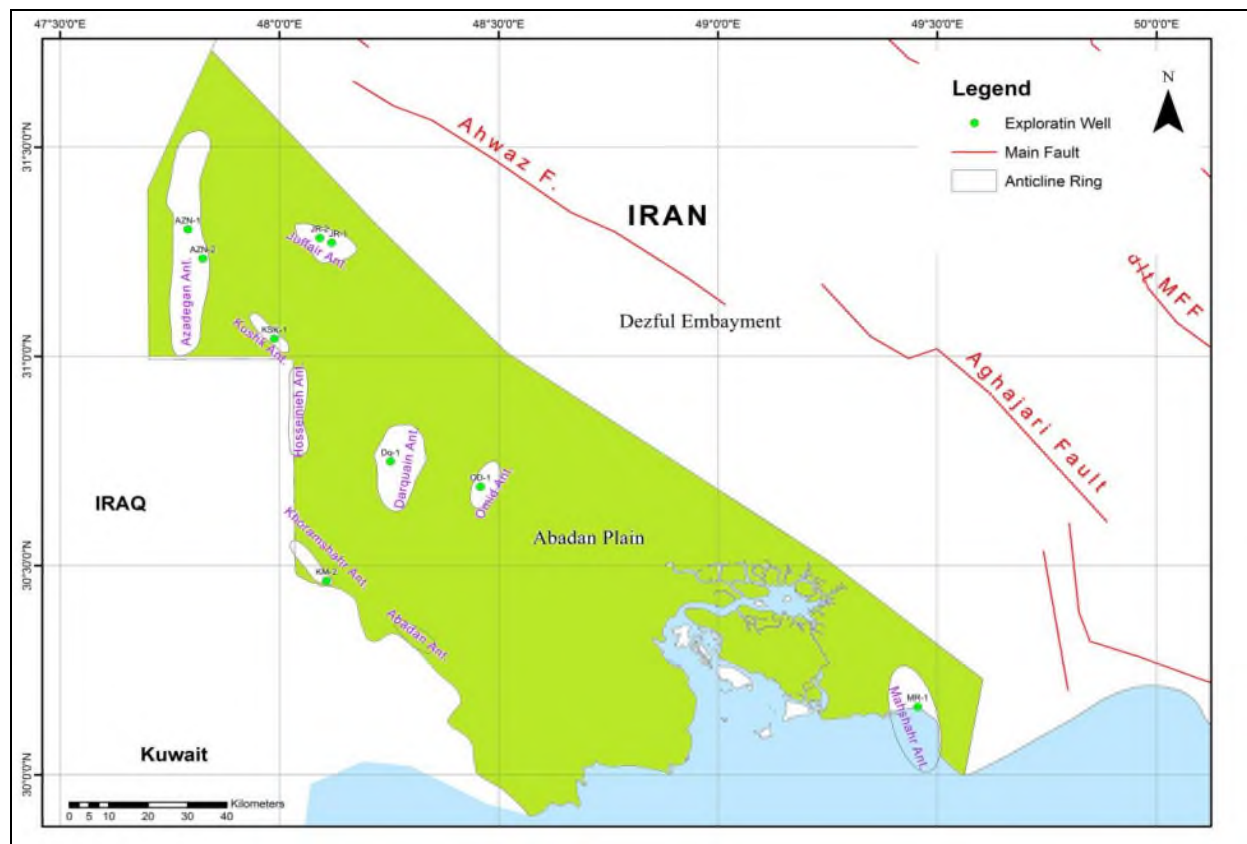 47°30'0"E
48°0'0"E
48°30'0"E
49°0'0"E
49°30'0"E
50°0'0"E
Legend
N
Exploratin Well
Main Fault
Anticline Ring
31°30'0"N
31°0'0"N
30°30'0"N
30°0'0"N
Ahwaz F.
IRAN
AZN-1
AZN-2
Azadegan Ant.
JR-2
JR-1
Juffair Ant.
KSK-1
Kushk Ant.
Hosseinieh Ant
Dezful Embayment
MFF
Aghajari Fault
Dq-1
Darquain Ant.
OD-1
Omid Ant
IRAQ
Khoramshahr Ant.
KM-2
Abadan Plain
Abadan Ant.
MR-1
Mahshahr Ant.
Kuwait
0 5 10 20 30 40
Kilometers